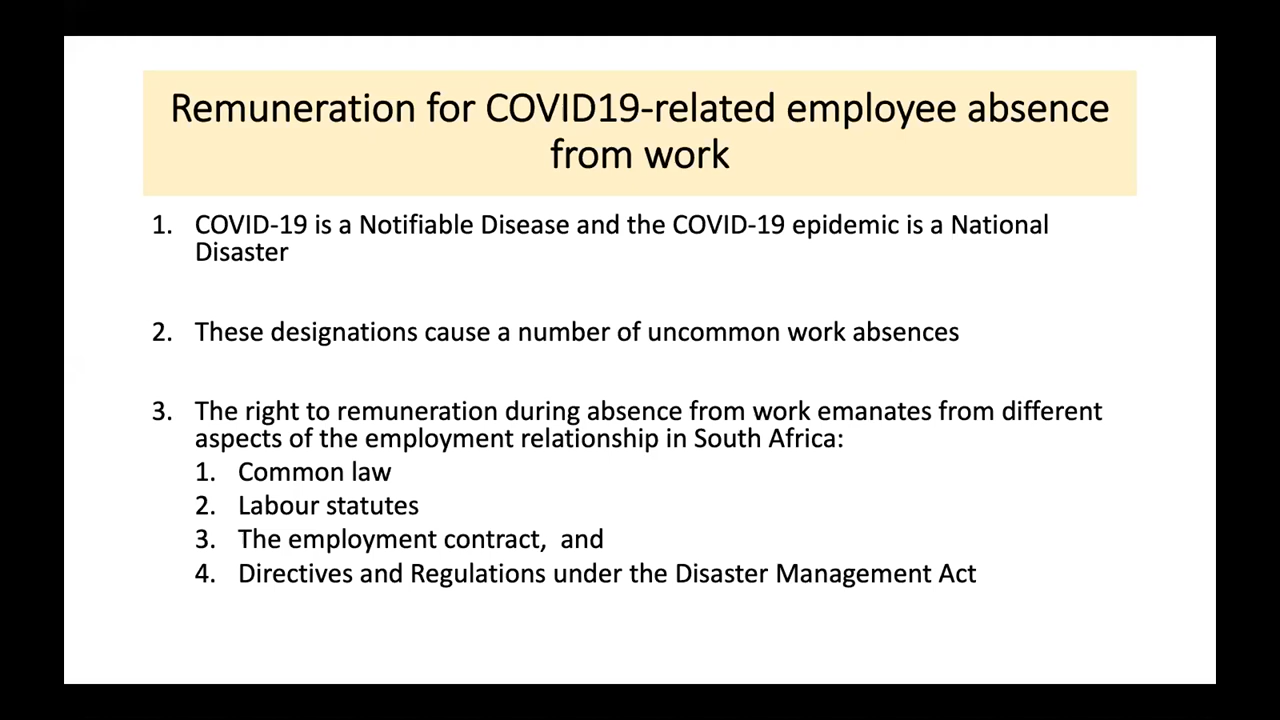 Remuneration for COVID19-related employee absence
from work
1. COVID-19 is a Notifiable Disease and the COVID-19 epidemic is a National
Disaster
2. These designations cause a number of uncommon work absences
3. The right to remuneration during absence from work emanates from different
aspects of the employment relationship in South Africa:
1. Common law
2. Labour statutes
3. The employment contract,  and
4. Directives and Regulations under the Disaster Management Act